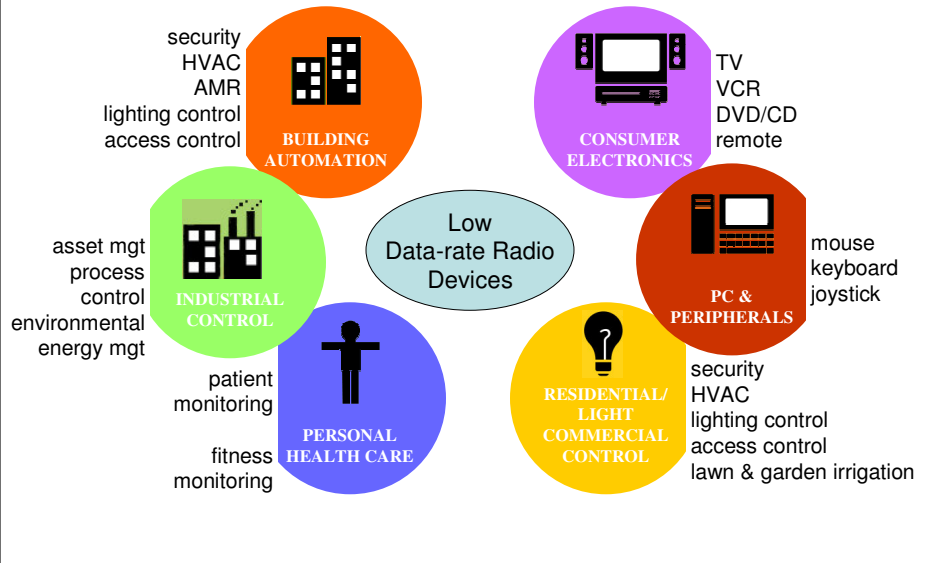 security
HVAC
AMR
lighting control
access control
BUILDING
AUTOMATION
CONSUMER
ELECTRONICS
TV
VCR
DVD/CD
remote
asset mgt
process
control
environmental
energy mgt
INDUSTRIAL
CONTROL
Low
Data-rate Radio
Devices
PC &
PERIPHERALS
mouse
keyboard
joystick
patient
monitoring
fitness
monitoring
PERSONAL
HEALTH CARE
?
RESIDENTIAL/
LIGHT
COMMERCIAL
CONTROL
security
HVAC
lighting control
access control
lawn & garden irrigation